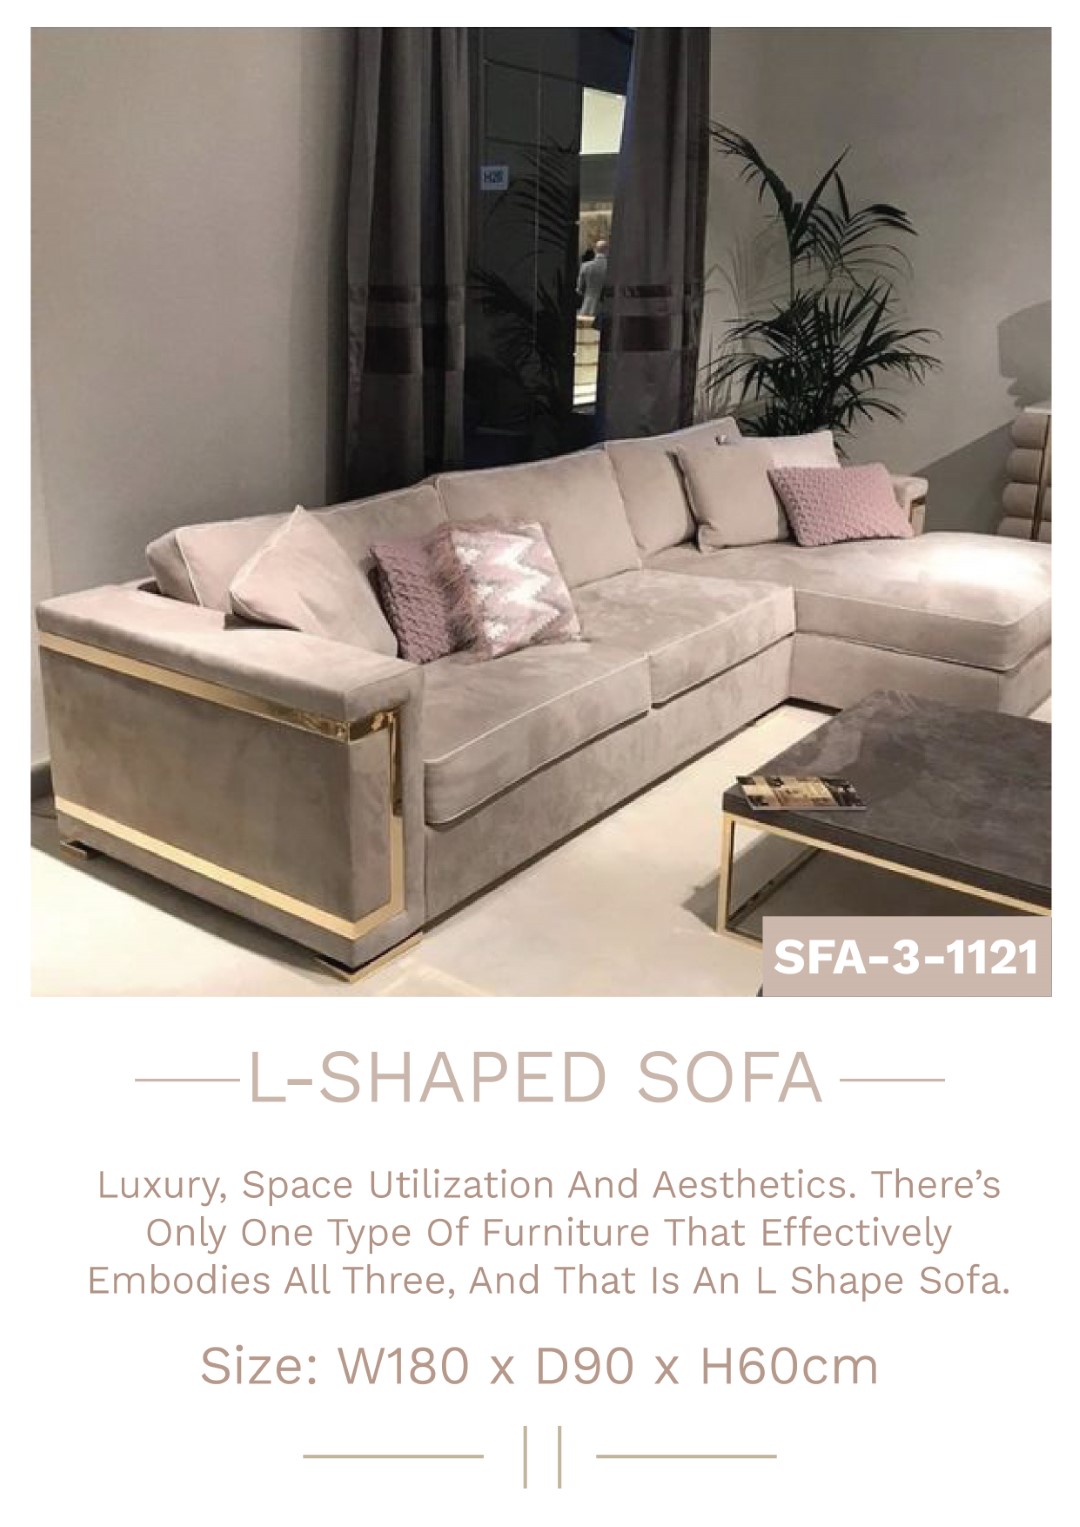 H26
SFA-3-1121
L-SHAPED SOFA
Luxury, Space Utilization And Aesthetics. There's
Only One Type Of Furniture That Effectively
Embodies All Three, And That Is An L Shape Sofa.
Size: W180 x D90 x H60cm